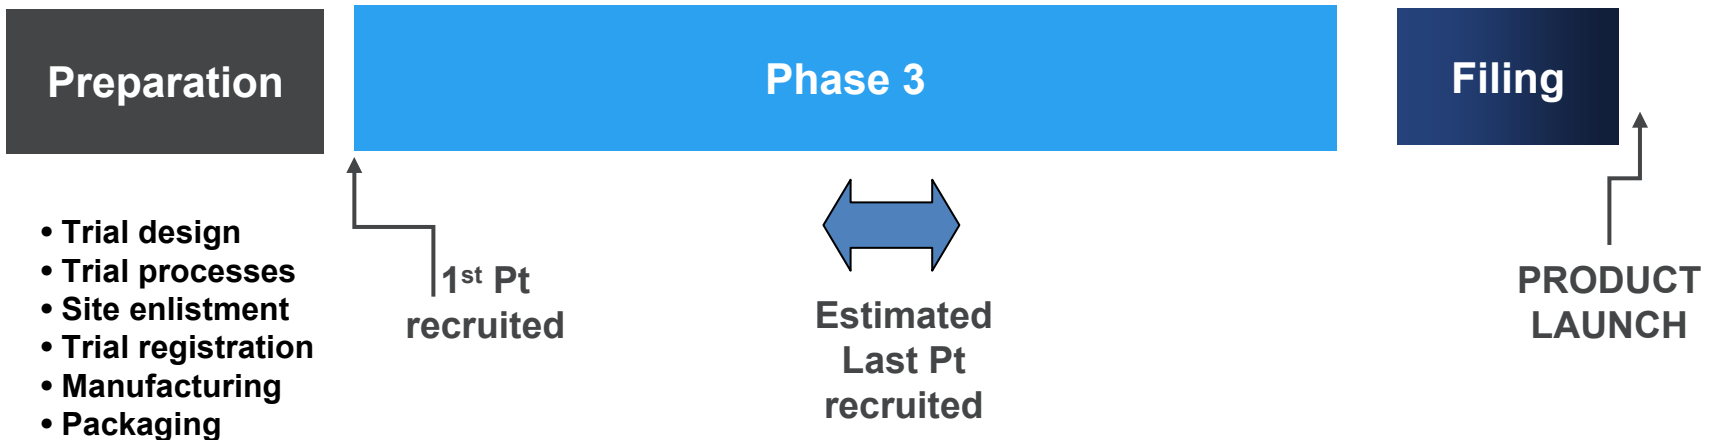 Preparation
Phase 3
Filing
• Trial design
• Trial processes
• Site enlistment
• Trial registration
• Manufacturing
• Packaging
1st Pt
recruited
Estimated
Last Pt
recruited
PRODUCT
LAUNCH